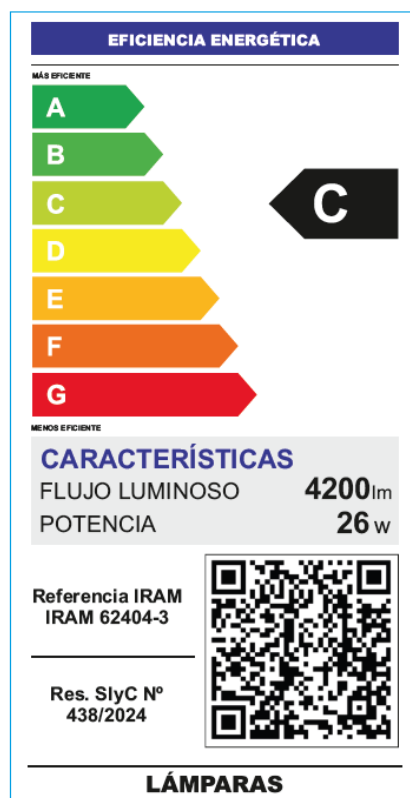 EFICIENCIA ENERGÉTICA
MÁS EFICIENTE
A
B
C
C
D
E
F
G
MENOS EFICIENTE
CARACTERÍSTICAS
FLUJO LUMINOSO 4200lm
POTENCIA 26 w
Referencia IRAM
IRAM 62404-3
Res. SIyC Nº
438/2024
LÁMPARAS